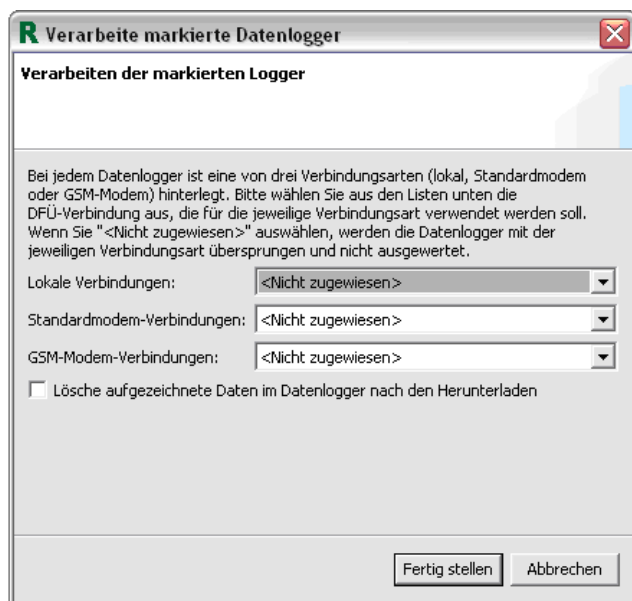 R Verarbeite markierte Datenlogger
Verarbeiten der markierten Logger
Bei jedem Datenlogger ist eine von drei Verbindungsarten (lokal, Standardmodem
oder GSM-Modem) hinterlegt. Bitte wählen Sie aus den Listen unten die
DFÜ-Verbindung aus, die für die jeweilige Verbindungsart verwendet werden soll.
Wenn Sie "<Nicht zugewiesen>" auswählen, werden die Datenlogger mit der
jeweiligen Verbindungsart übersprungen und nicht ausgewertet.
Lokale Verbindungen: <Nicht zugewiesen>
Standardmodem-Verbindungen: <Nicht zugewiesen>
GSM-Modem-Verbindungen: <Nicht zugewiesen>
Lösche aufgezeichnete Daten im Datenlogger nach den Herunterladen
Fertig stellen Abbrechen